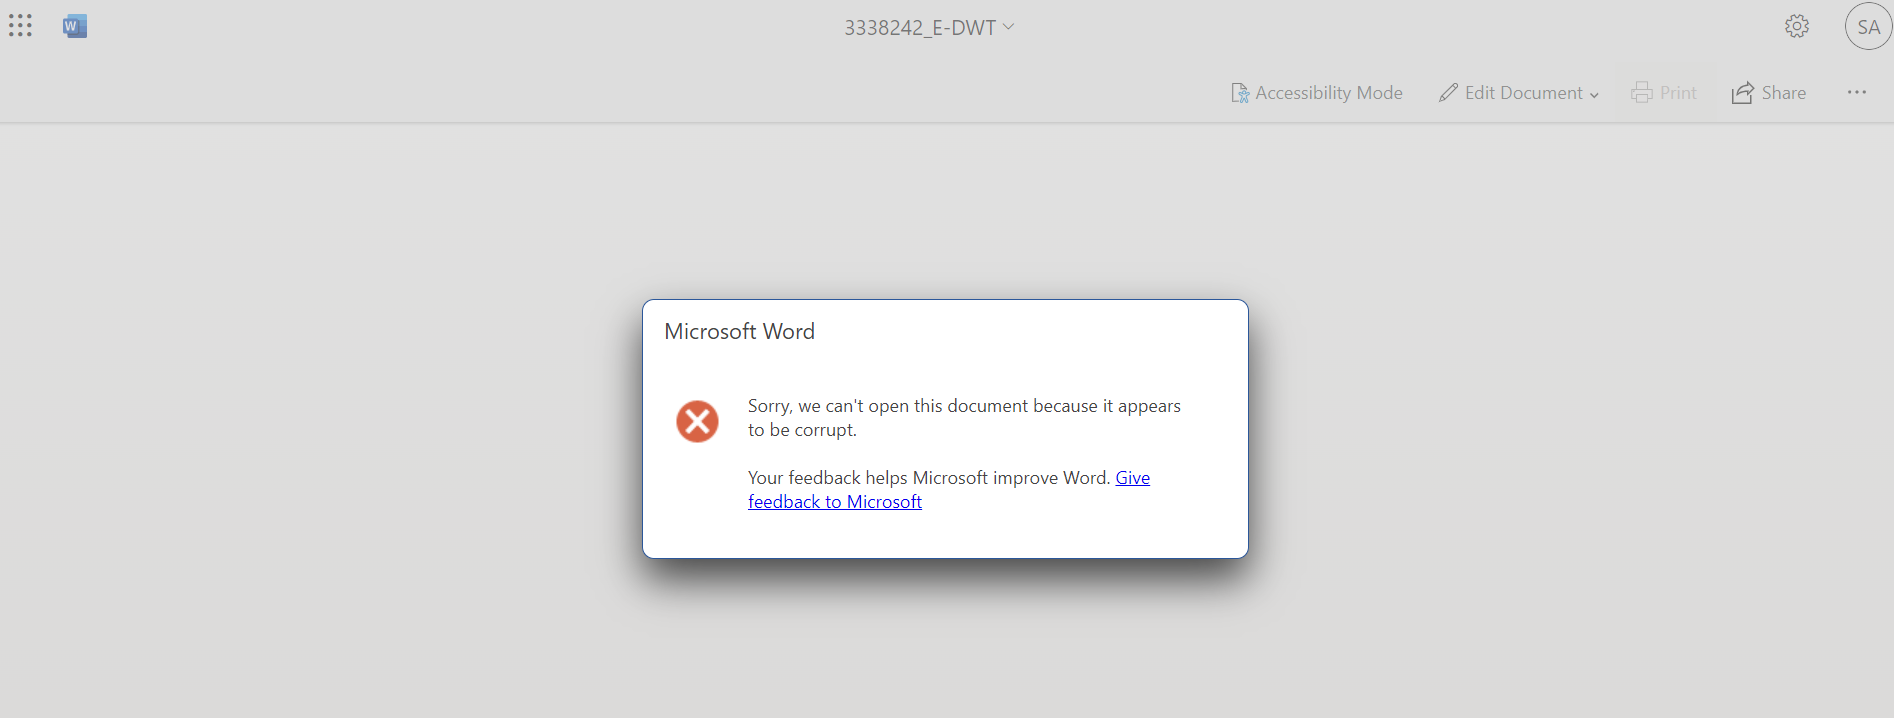 W
3338242_E-DWT
SA
Accessibility Mode
Edit Document
Print
Share
Microsoft Word
Sorry, we can't open this document because it appears
to be corrupt.
Your feedback helps Microsoft improve Word. Give
feedback to Microsoft